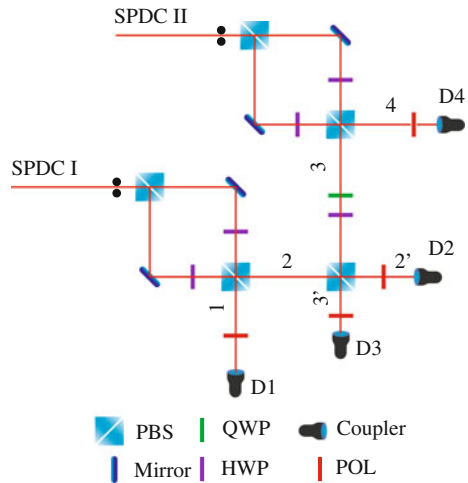 SPDC II
4
D4
SPDC I
3
D2
2
2'
1
3'
D3
D1
PBS
QWP
Coupler
Mirror
HWP
POL